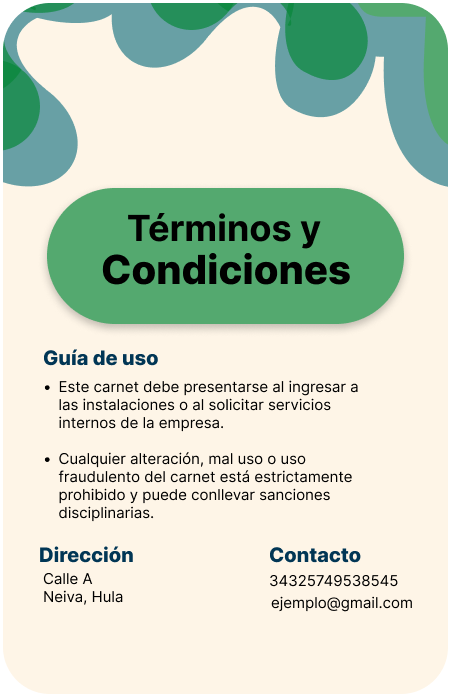 Términos y
Condiciones
Guía de uso
• Este carnet debe presentarse al ingresar a
las instalaciones o al solicitar servicios
internos de la empresa.
• Cualquier alteración, mal uso o uso
fraudulento del carnet está estrictamente
prohibido y puede conllevar sanciones
disciplinarias.
Dirección
Calle A
Neiva, Hula
Contacto
34325749538545
ejemplo@gmail.com